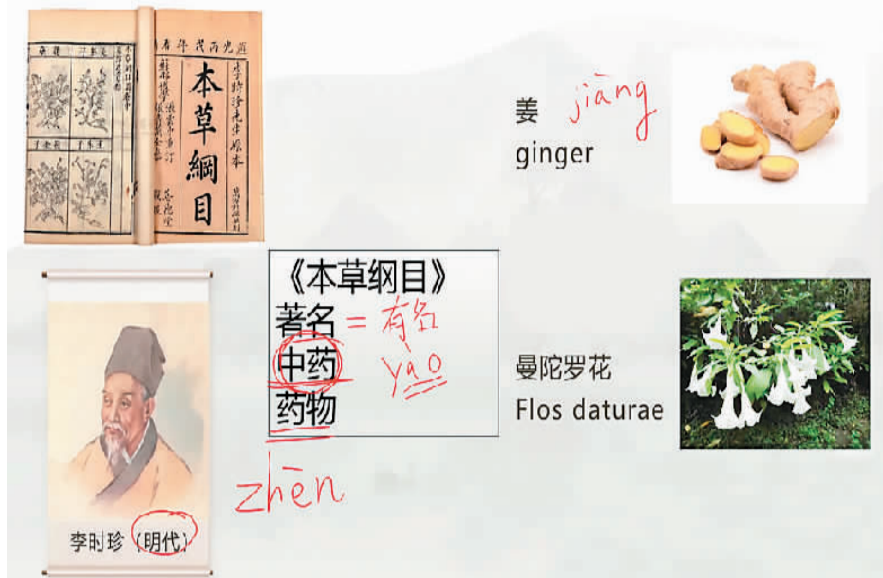 本草綱目
姜 jiāng
ginger
《本草纲目》
著名 = 有名
中药 yào
药物
曼陀罗花
Flos daturae
zhēn
李时珍（明代）